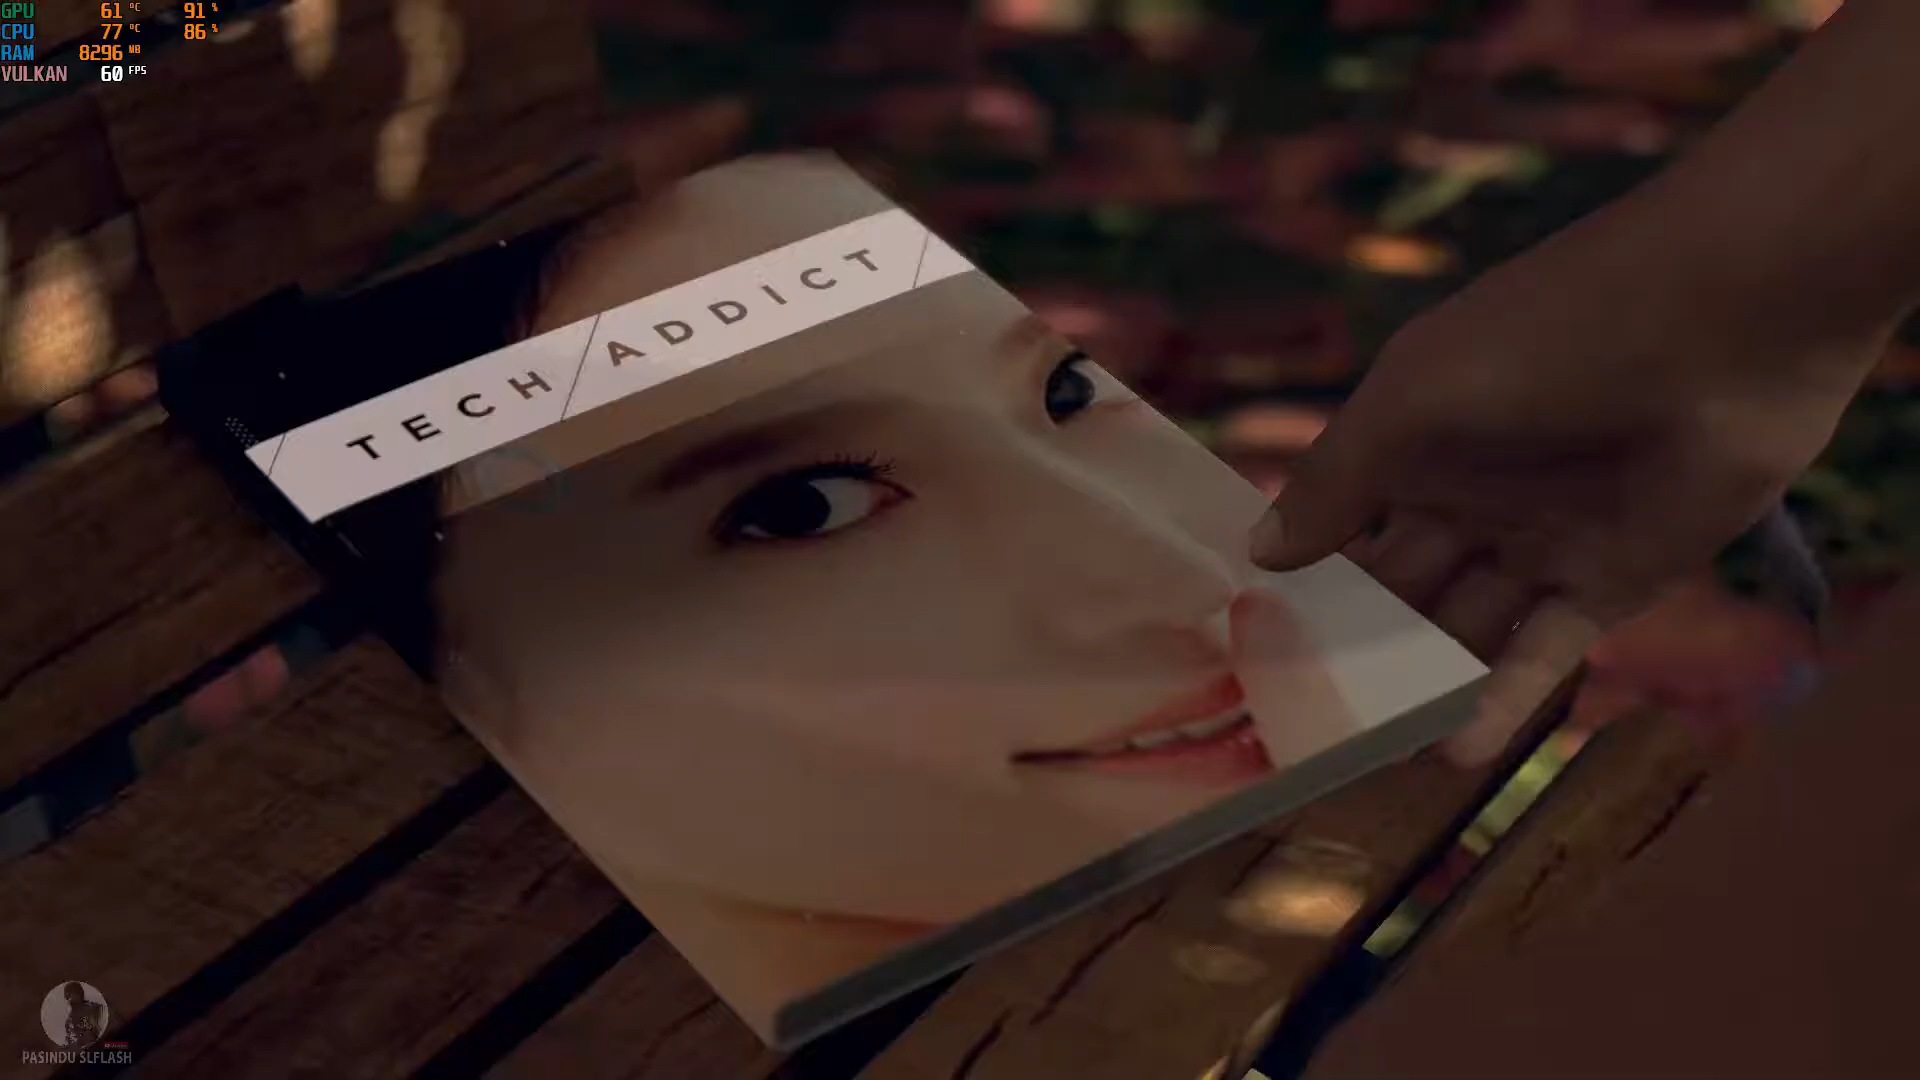 GPU 61 °C 91 %
CPU 77 °C 86 %
RAM 8296 MB
VULKAN 60 FPS
TECH ADDICT
PASINDU SLFLASH